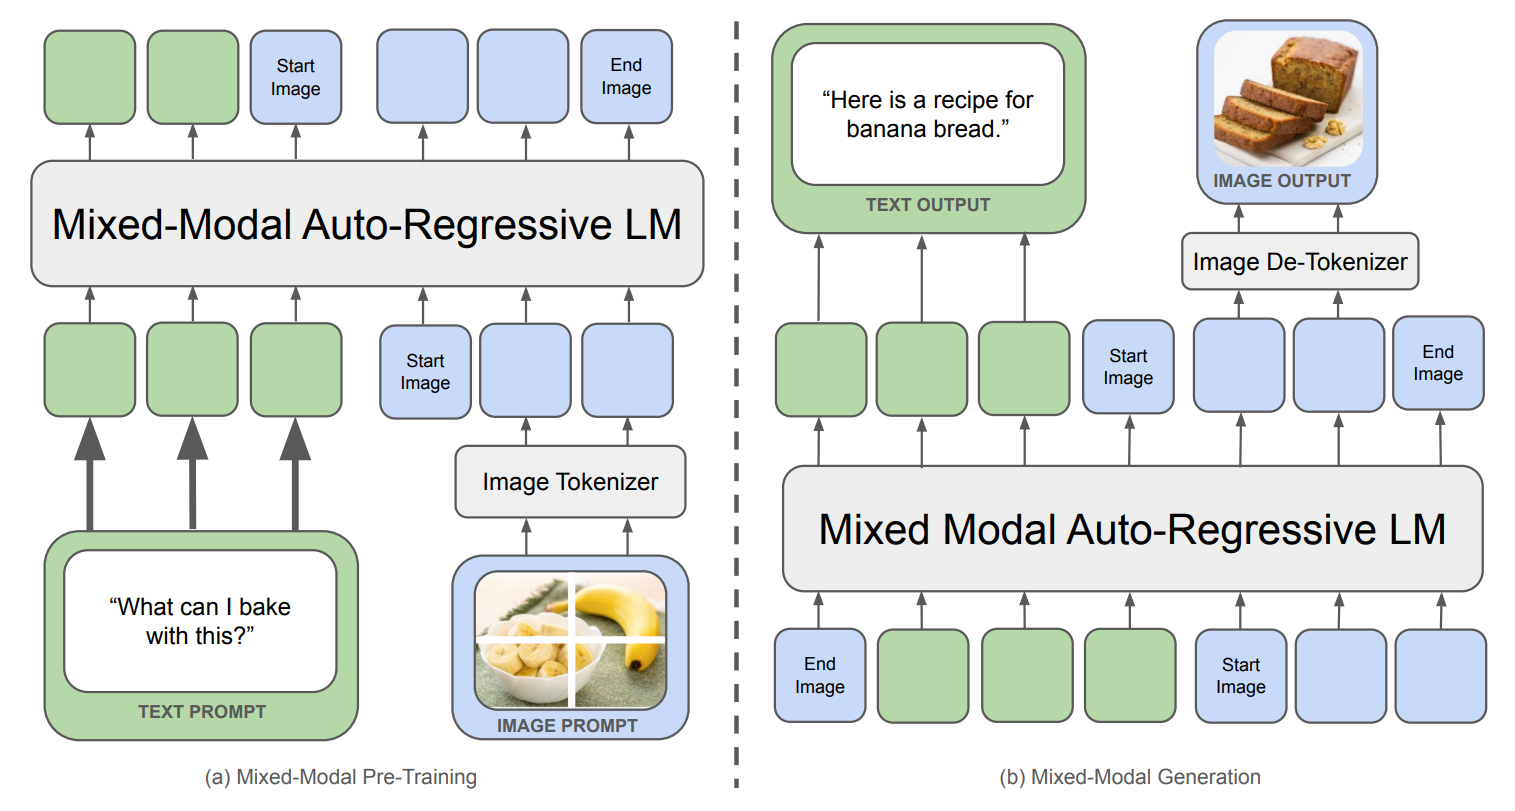 Start
Image
End
Image
Mixed-Modal Auto-Regressive LM
Start
Image
Image Tokenizer
“What can I bake
with this?”
TEXT PROMPT
IMAGE PROMPT
(a) Mixed-Modal Pre-Training
“Here is a recipe for
banana bread.”
TEXT OUTPUT
IMAGE OUTPUT
Image De-Tokenizer
Start
Image
End
Image
Mixed Modal Auto-Regressive LM
End
Image
Start
Image
(b) Mixed-Modal Generation